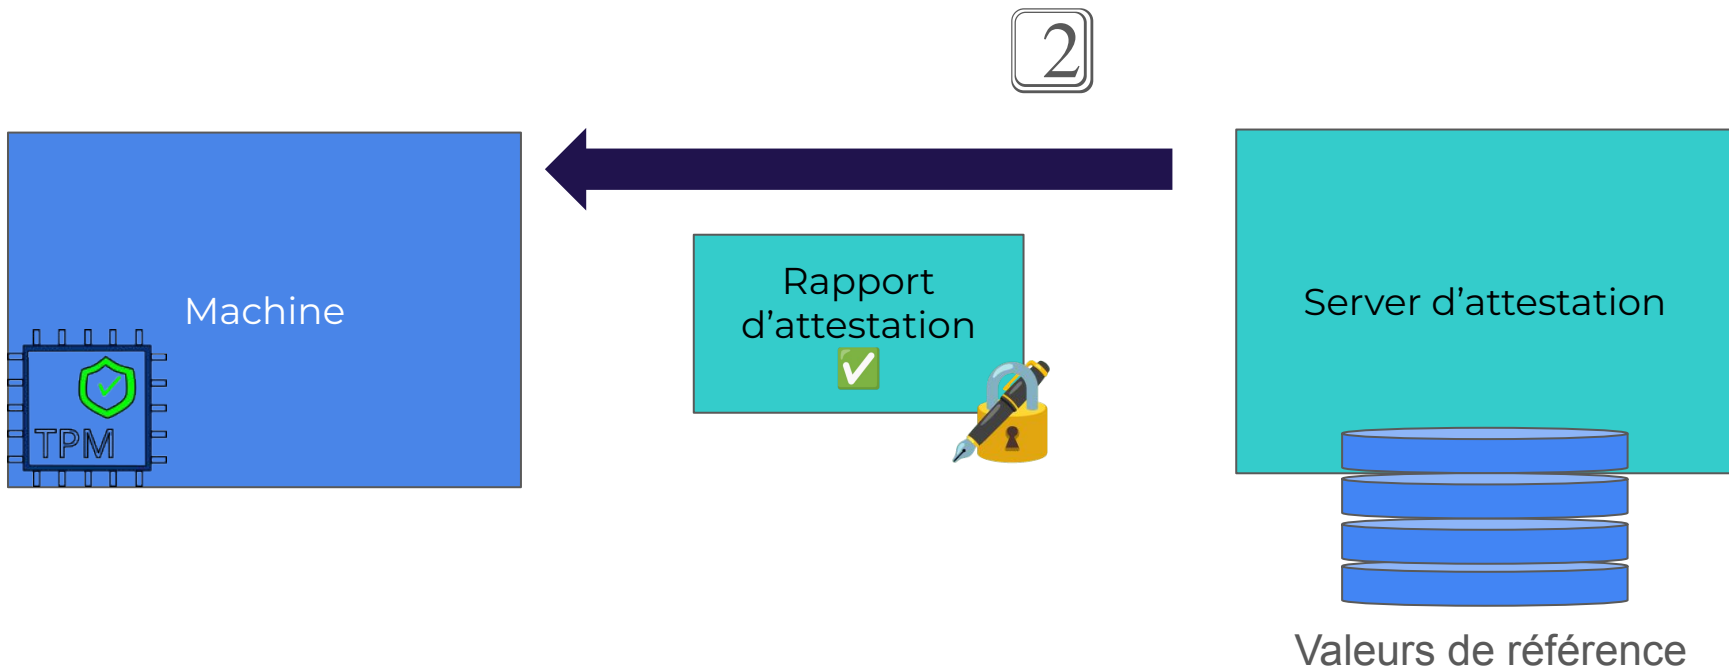 2
Machine
TPM
Rapport
d’attestation
Server d’attestation
Valeurs de référence